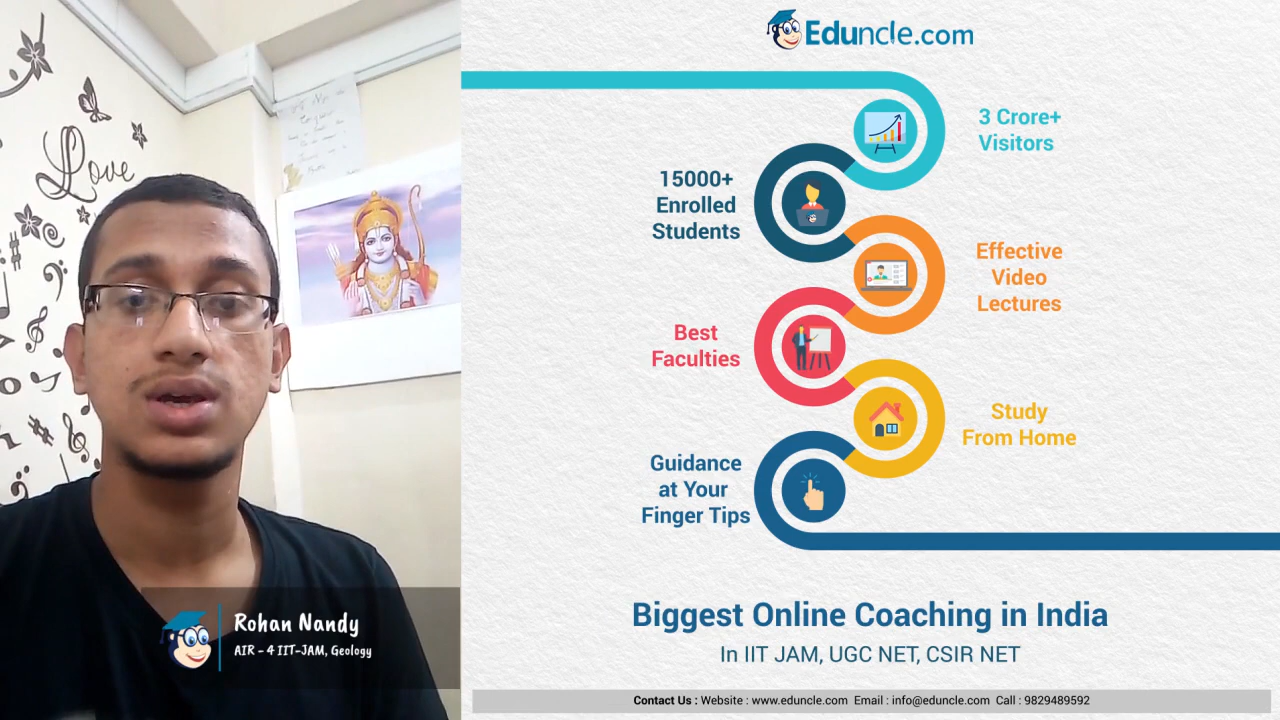 Eduncle.com
3 Crore+
Visitors
15000+
Enrolled
Students
Effective
Video
Lectures
Best
Faculties
Study
From Home
Guidance
at Your
Finger Tips
Biggest Online Coaching in India
In IIT JAM, UGC NET, CSIR NET
Contact Us : Website : www.eduncle.com Email : info@eduncle.com Call : 9829489592
Love
Rohan Nandy
AIR - 4 IIT-JAM, Geology